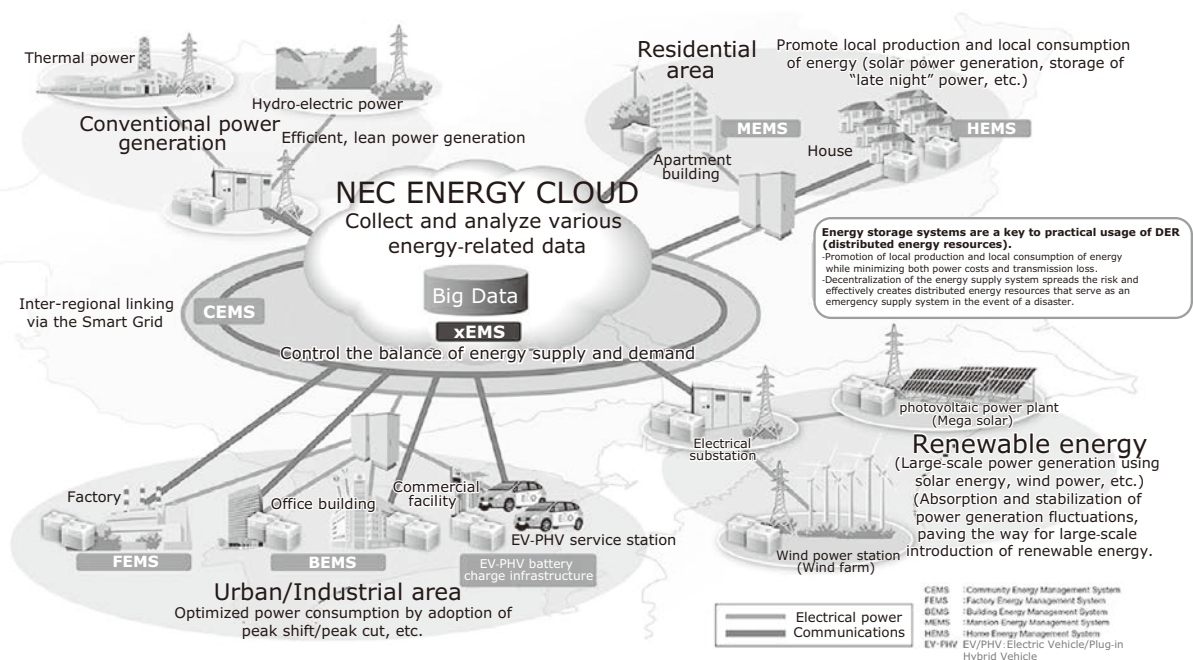 Thermal power
Hydro-electric power
Conventional power
generation
Efficient, lean power generation
Residential
area
Promote local production and local consumption
of energy (solar power generation, storage of
“late night” power, etc.)
MEMS
HEMS
House
Apartment
building
NEC ENERGY CLOUD
Collect and analyze various
energy-related data
Big Data
xEMS
Control the balance of energy supply and demand
Inter-regional linking
via the Smart Grid
CEMS
Energy storage systems are a key to practical usage of DER
(distributed energy resources).
-Promotion of local production and local consumption of energy
while minimizing both power costs and transmission loss.
-Decentralization of the energy supply system spreads the risk and
effectively creates distributed energy resources that serve as an
emergency supply system in the event of a disaster.
photovoltaic power plant
(Mega solar)
Electrical
substation
Renewable energy
(Large-scale power generation using
solar energy, wind power, etc.)
(Absorption and stabilization of
power generation fluctuations,
paving the way for large-scale
introduction of renewable energy.
Wind power station
(Wind farm)
Factory
Office building
Commercial
facility
EV-PHV service station
FEMS
BEMS
EV-PHV battery
charge infrastructure
Urban/Industrial area
Optimized power consumption by adoption of
peak shift/peak cut, etc.
Electrical power
Communications
CEMS :Community Energy Management System
FEMS :Factory Energy Management System
BEMS :Building Energy Management System
MEMS :Mansion Energy Management System
HEMS :Home Energy Management System
EV-PHV EV/PHV:Electric Vehicle/Plug-in
Hybrid Vehicle